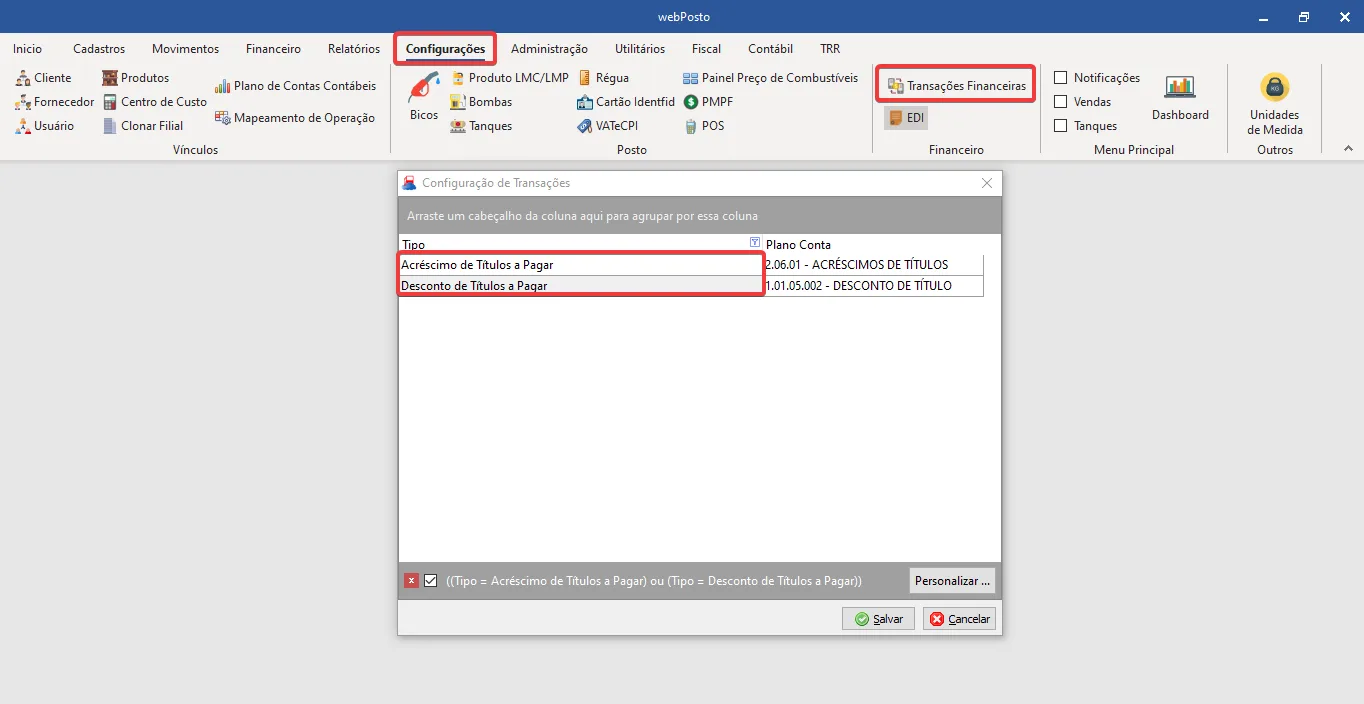 webPosto
Inicio Cadastros Movimentos Financeiro Relatórios Configurações Administração Utilitários Fiscal Contábil TRR
Cliente
Fornecedor
Usuário
Produtos
Centro de Custo
Clonar Filial
Plano de Contas Contábeis
Mapeamento de Operação
Vínculos
Bicos
Produto LMC/LMP
Bombas
Tanques
Régua
Cartão Identfid
VATeCPI
Painel Preço de Combustíveis
PMPF
POS
Posto
Transações Financeiras
EDI
Financeiro
Notificações
Vendas
Tanques
Dashboard
Menu Principal
Unidades
de Medida
Outros
Configuração de Transações
Arraste um cabeçalho da coluna aqui para agrupar por essa coluna
Tipo Plano Conta
Acréscimo de Títulos a Pagar 2.06.01 - ACRÉSCIMOS DE TÍTULOS
Desconto de Títulos a Pagar 1.01.05.002 - DESCONTO DE TÍTULO
((Tipo = Acréscimo de Títulos a Pagar) ou (Tipo = Desconto de Títulos a Pagar))
Personalizar ...
Salvar Cancelar